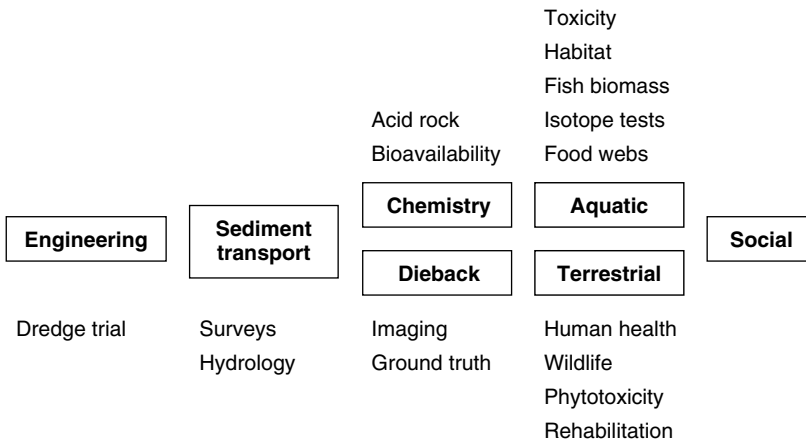 Toxicity
Habitat
Fish biomass
Acid rock
Isotope tests
Bioavailability
Food webs
Chemistry
Aquatic
Engineering
Sediment
transport
Social
Dieback
Terrestrial
Dredge trial
Surveys
Imaging
Human health
Hydrology
Ground truth
Wildlife
Phytotoxicity
Rehabilitation